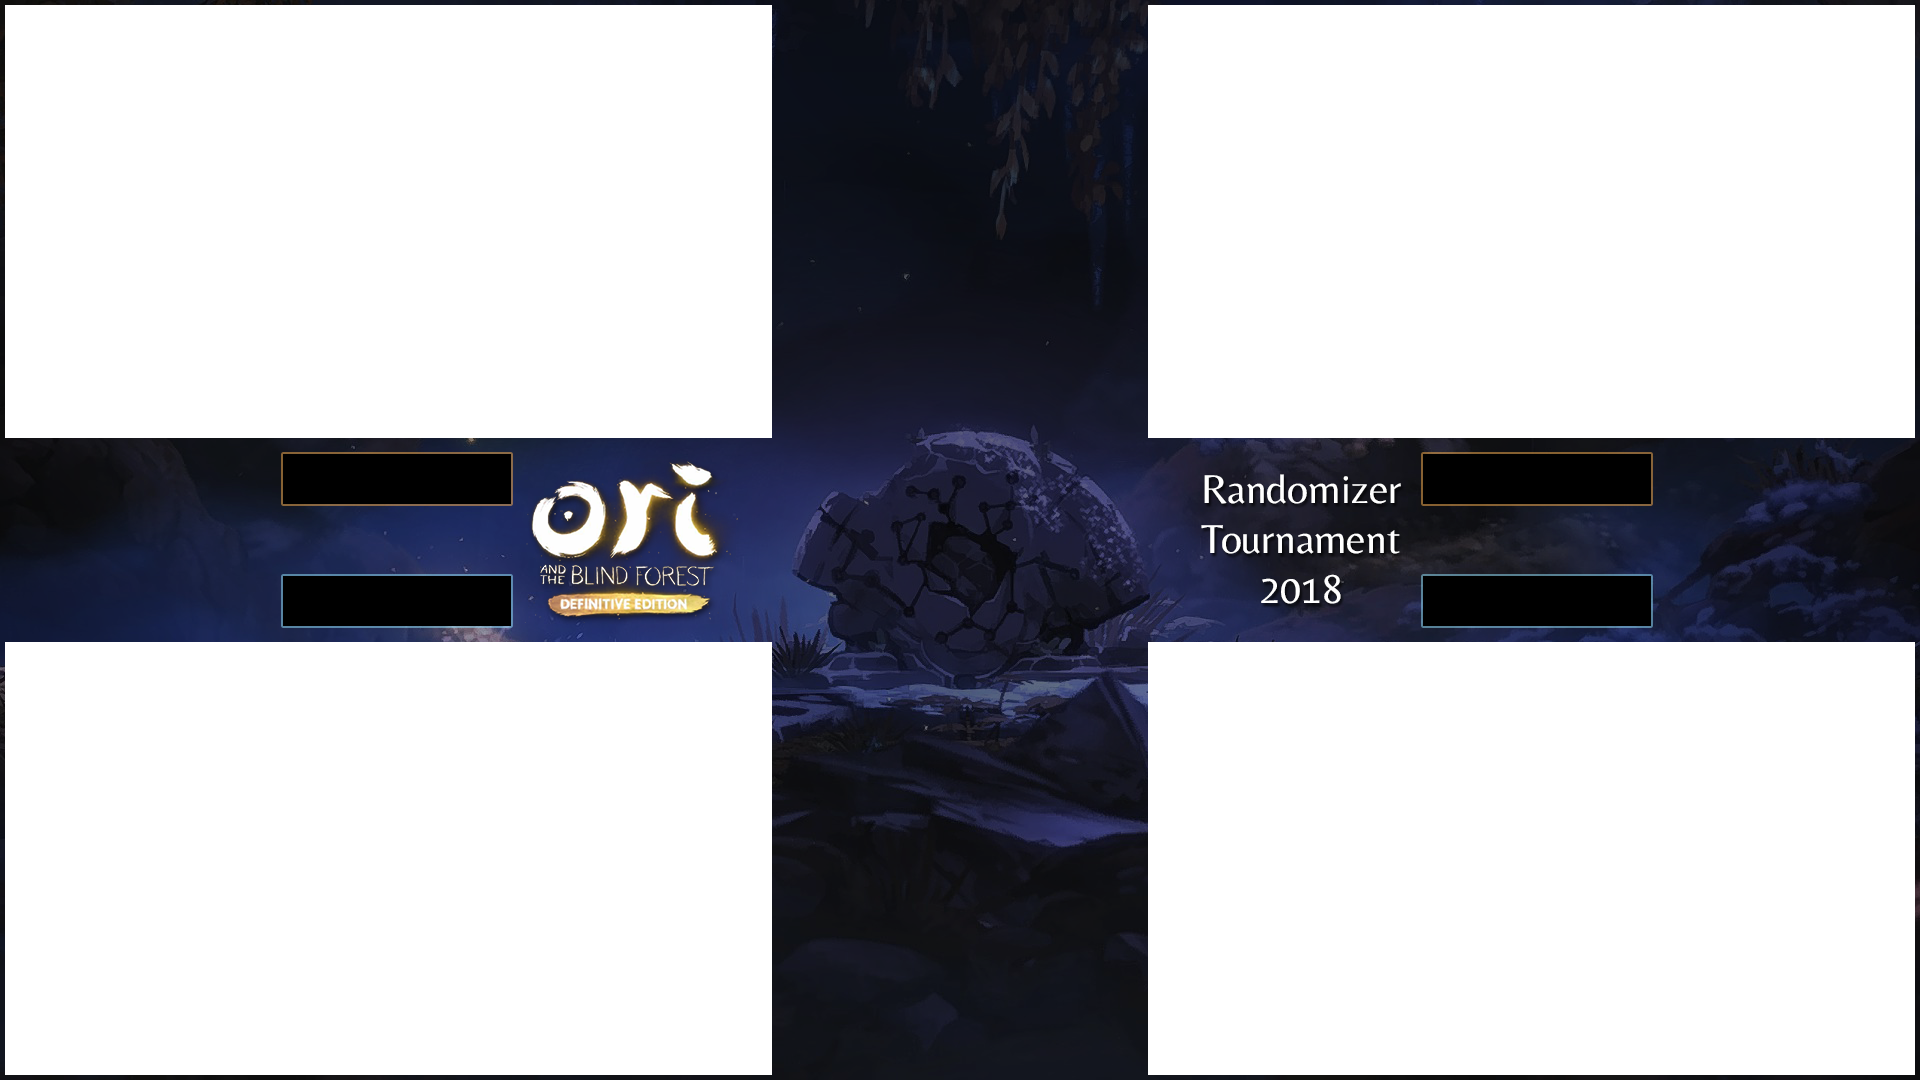 ori
AND THE BLIND FOREST
DEFINITIVE EDITION
Randomizer
Tournament
2018